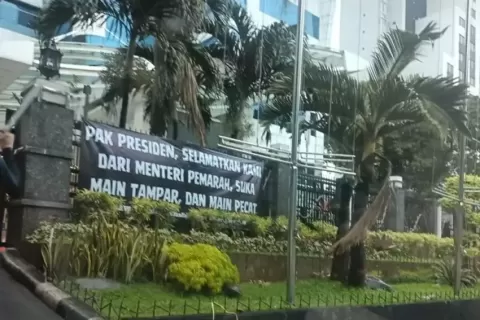 PAK PRESIDEN, SELAMATKAN KAMI
DARI MENTERI PEMARAH, SUKA
MAIN TAMPAR, DAN MAIN PECAT